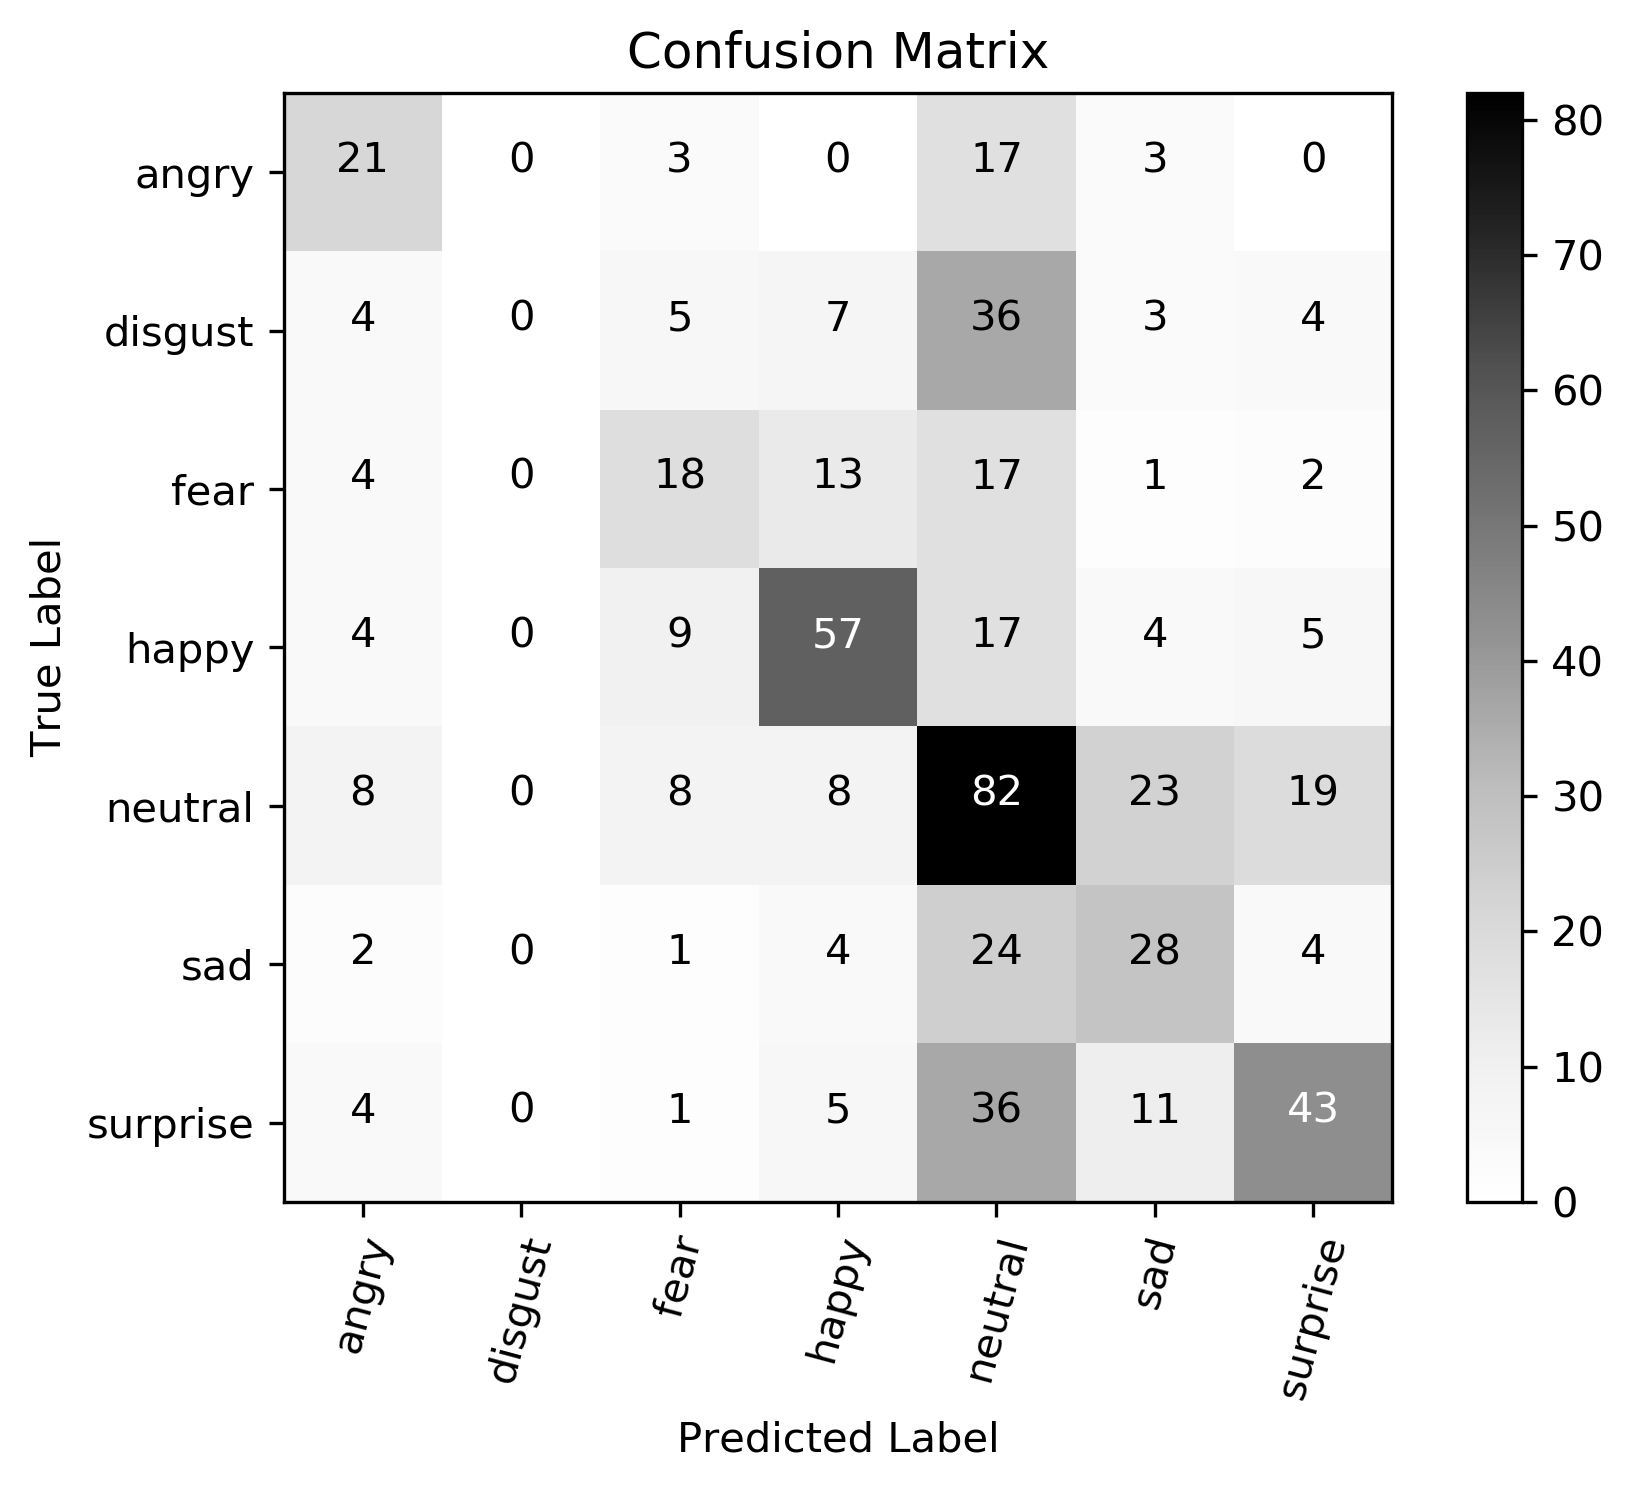 Confusion Matrix
angry 21 0 3 0 17 3 0
disgust 4 0 5 7 36 3 4
fear 4 0 18 13 17 1 2
happy 4 0 9 57 17 4 5
neutral 8 0 8 8 82 23 19
sad 2 0 1 4 24 28 4
surprise 4 0 1 5 36 11 43
angry disgust fear happy neutral sad surprise
Predicted Label
True Label
80
70
60
50
40
30
20
10
0